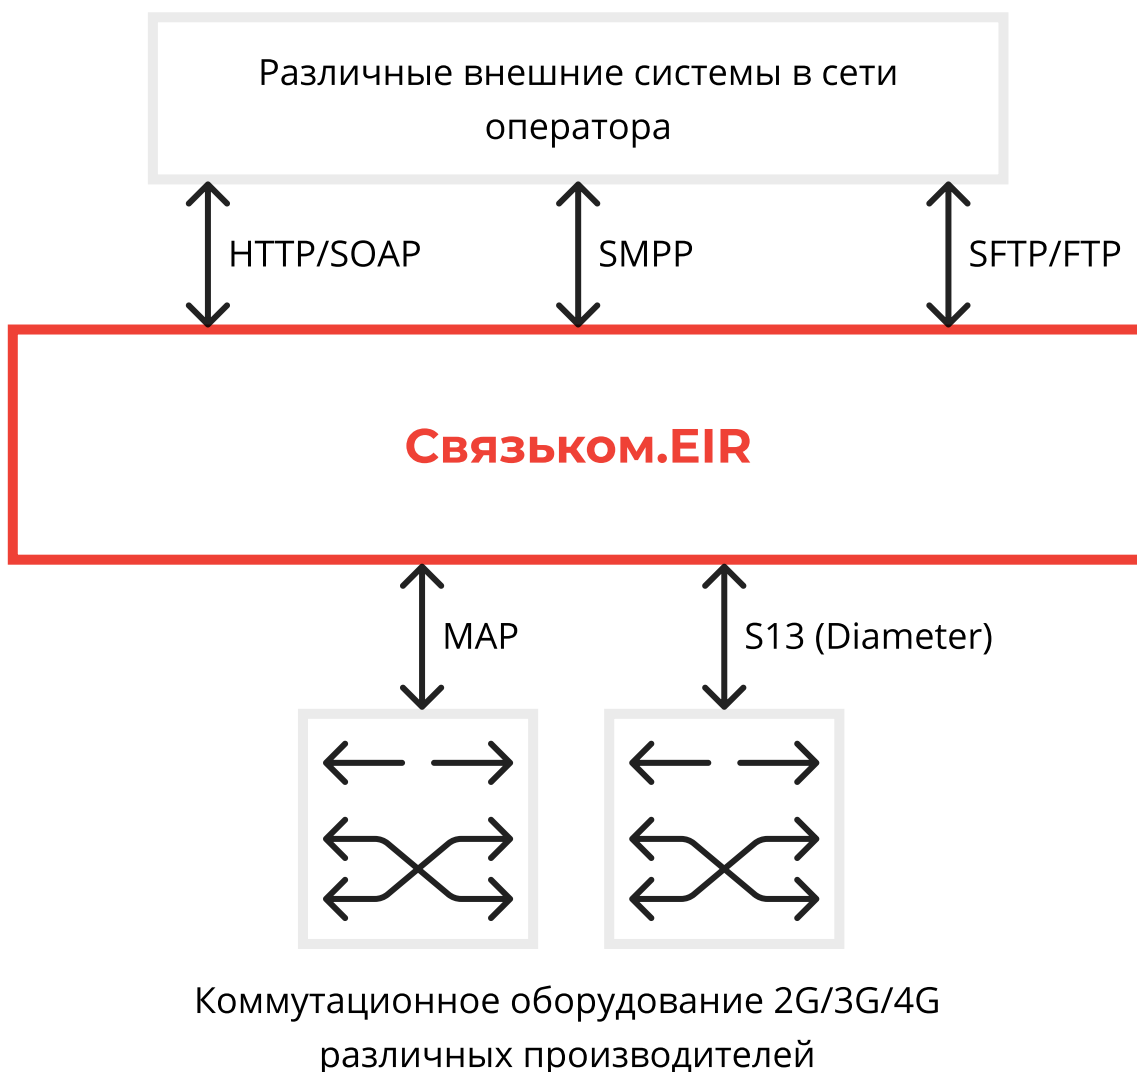 Различные внешние системы в сети
оператора
HTTP/SOAP
SMPP
SFTP/FTP
Связьком.EIR
MAP
S13 (Diameter)
Коммутационное оборудование 2G/3G/4G
различных производителей